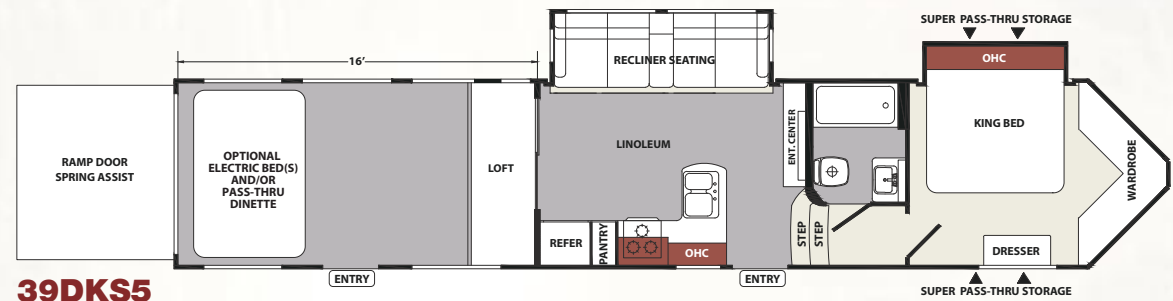 SUPER PASS-THRU STORAGE
16'
OHC
RECLINER SEATING
KING BED
LINOLEUM
ENT. CENTER
RAMP DOOR
SPRING ASSIST
OPTIONAL
ELECTRIC BED(S)
AND/OR
PASS-THRU
DINETTE
LOFT
WARDROBE
REFER
PANTRY
OHC
STEP
STEP
DRESSER
ENTRY
ENTRY
SUPER PASS-THRU STORAGE
39DKS5